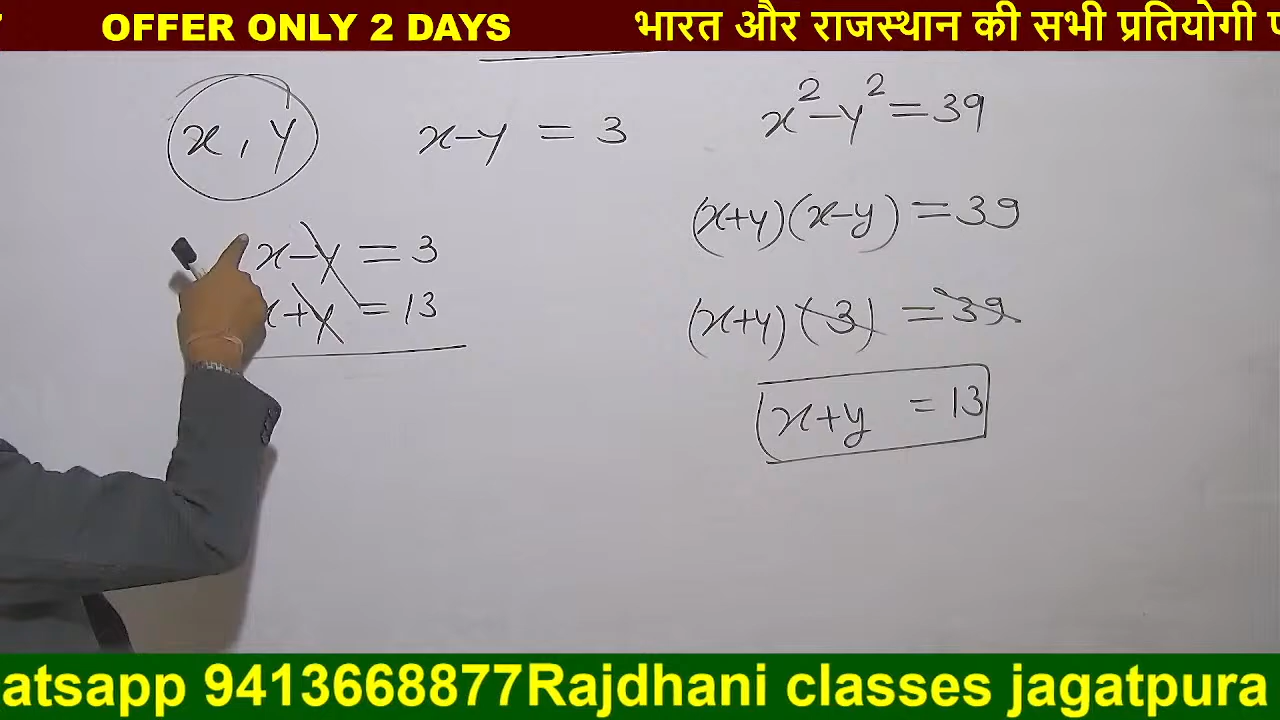 OFFER ONLY 2 DAYS भारत और राजस्थान की सभी प्रतियोगी
x, y
x-y = 3
x²-y² = 39
(x+y)(x-y) = 39
x-y = 3
x+y = 13
(x+y)(3) = 39
x+y = 13
atsapp 9413668877Rajdhani classes jagatpura